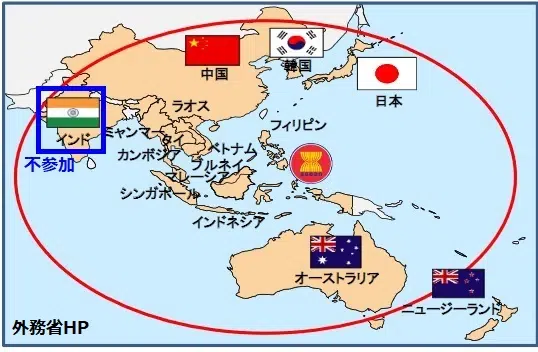 中国
韓国
日本
インド
不参加
ラオス
ミャンマー
タイ
フィリピン
カンボジア
ベトナム
ブルネイ
マレーシア
シンガポール
インドネシア
オーストラリア
ニュージーランド
外務省HP